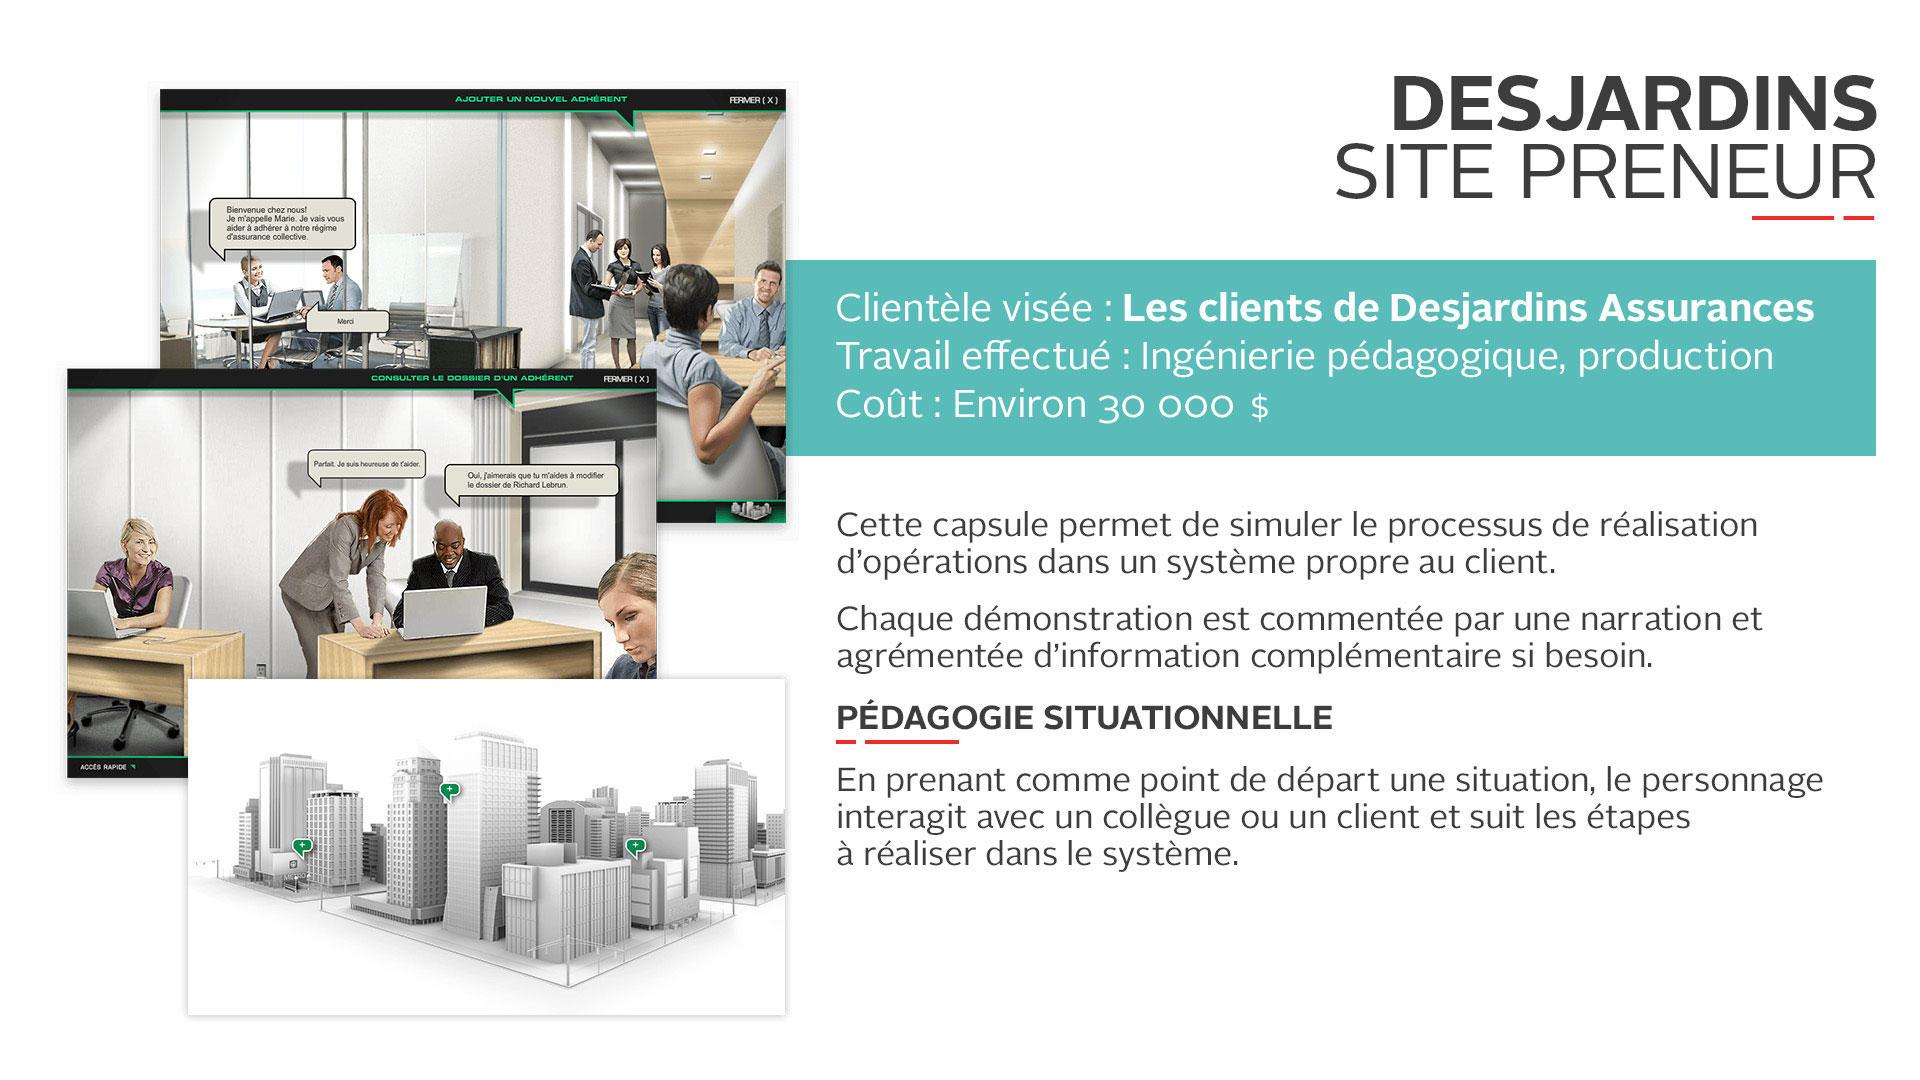 DESJARDINS
SITE PRENEUR
Clientèle visée : Les clients de Desjardins Assurances
Travail effectué : Ingénierie pédagogique, production
Coût : Environ 30 000 $
Cette capsule permet de simuler le processus de réalisation
d’opérations dans un système propre au client.
Chaque démonstration est commentée par une narration et
agrémentée d’information complémentaire si besoin.
PÉDAGOGIE SITUATIONNELLE
En prenant comme point de départ une situation, le personnage
interagit avec un collègue ou un client et suit les étapes
à réaliser dans le système.
AJOUTER UN NOUVEL ADHÉRENT
FERMER ( X )
Bienvenue chez nous!
Je m'appelle Marie. Je vais vous
aider à adhérer à notre régime
d'assurance collective.
Merci
CONSULTER LE DOSSIER D'UN ADHÉRENT
FERMER ( X )
Parfait. Je suis heureuse de t'aider.
Oui, j'aimerais que tu m'aides à modifier
le dossier de Richard Lebrun.
ACCÈS RAPIDE